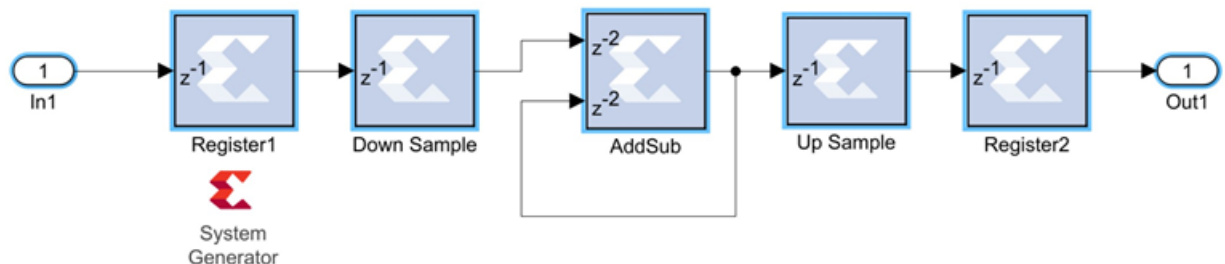 1
In1
z-1
Register1
z-1
Down Sample
z-2
z-2
AddSub
z-1
Up Sample
z-1
Register2
1
Out1
System
Generator